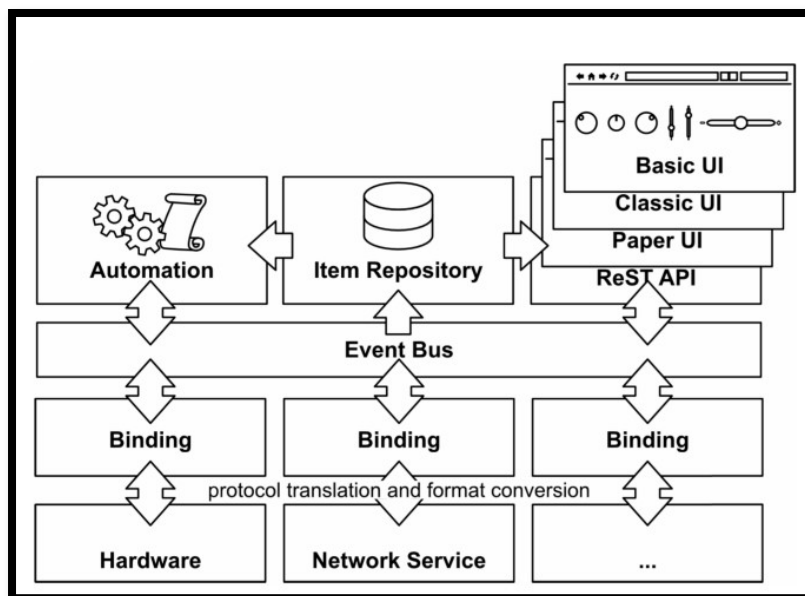 Basic UI
Classic UI
Paper UI
Automation
Item Repository
ReST API
Event Bus
Binding
Binding
Binding
protocol translation and format conversion
Hardware
Network Service
...